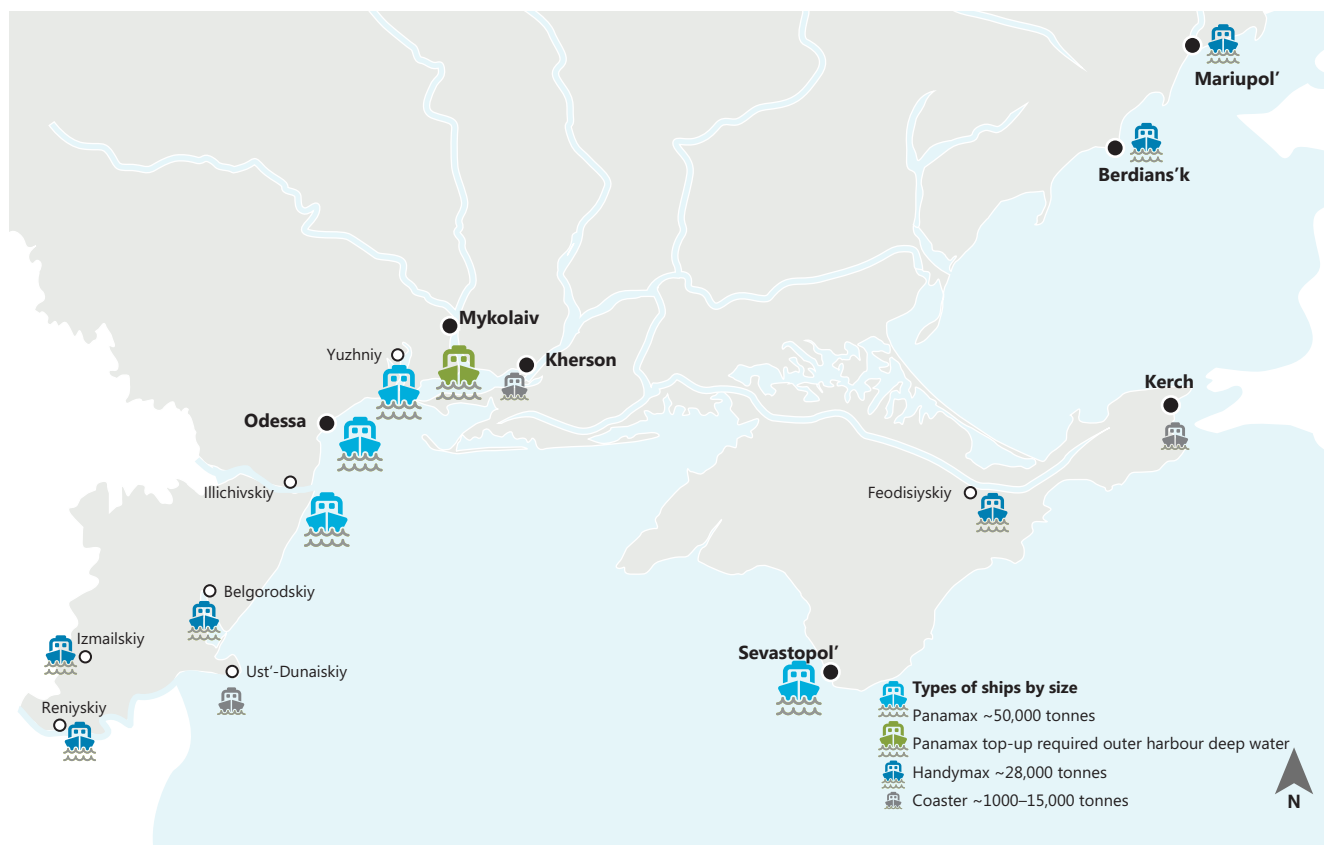 Mariupol’
Berdians’k
Mykolaiv
Yuzhniy
Kherson
Kerch
Odessa
Illichivskiy
Feodisiyskiy
Belgorodskiy
Izmailskiy
Sevastopol’
Ust’-Dunaiskiy
Reniyskiy
Types of ships by size
Panamax ~50,000 tonnes
Panamax top-up required outer harbour deep water
Handymax ~28,000 tonnes
Coaster ~1000–15,000 tonnes
N